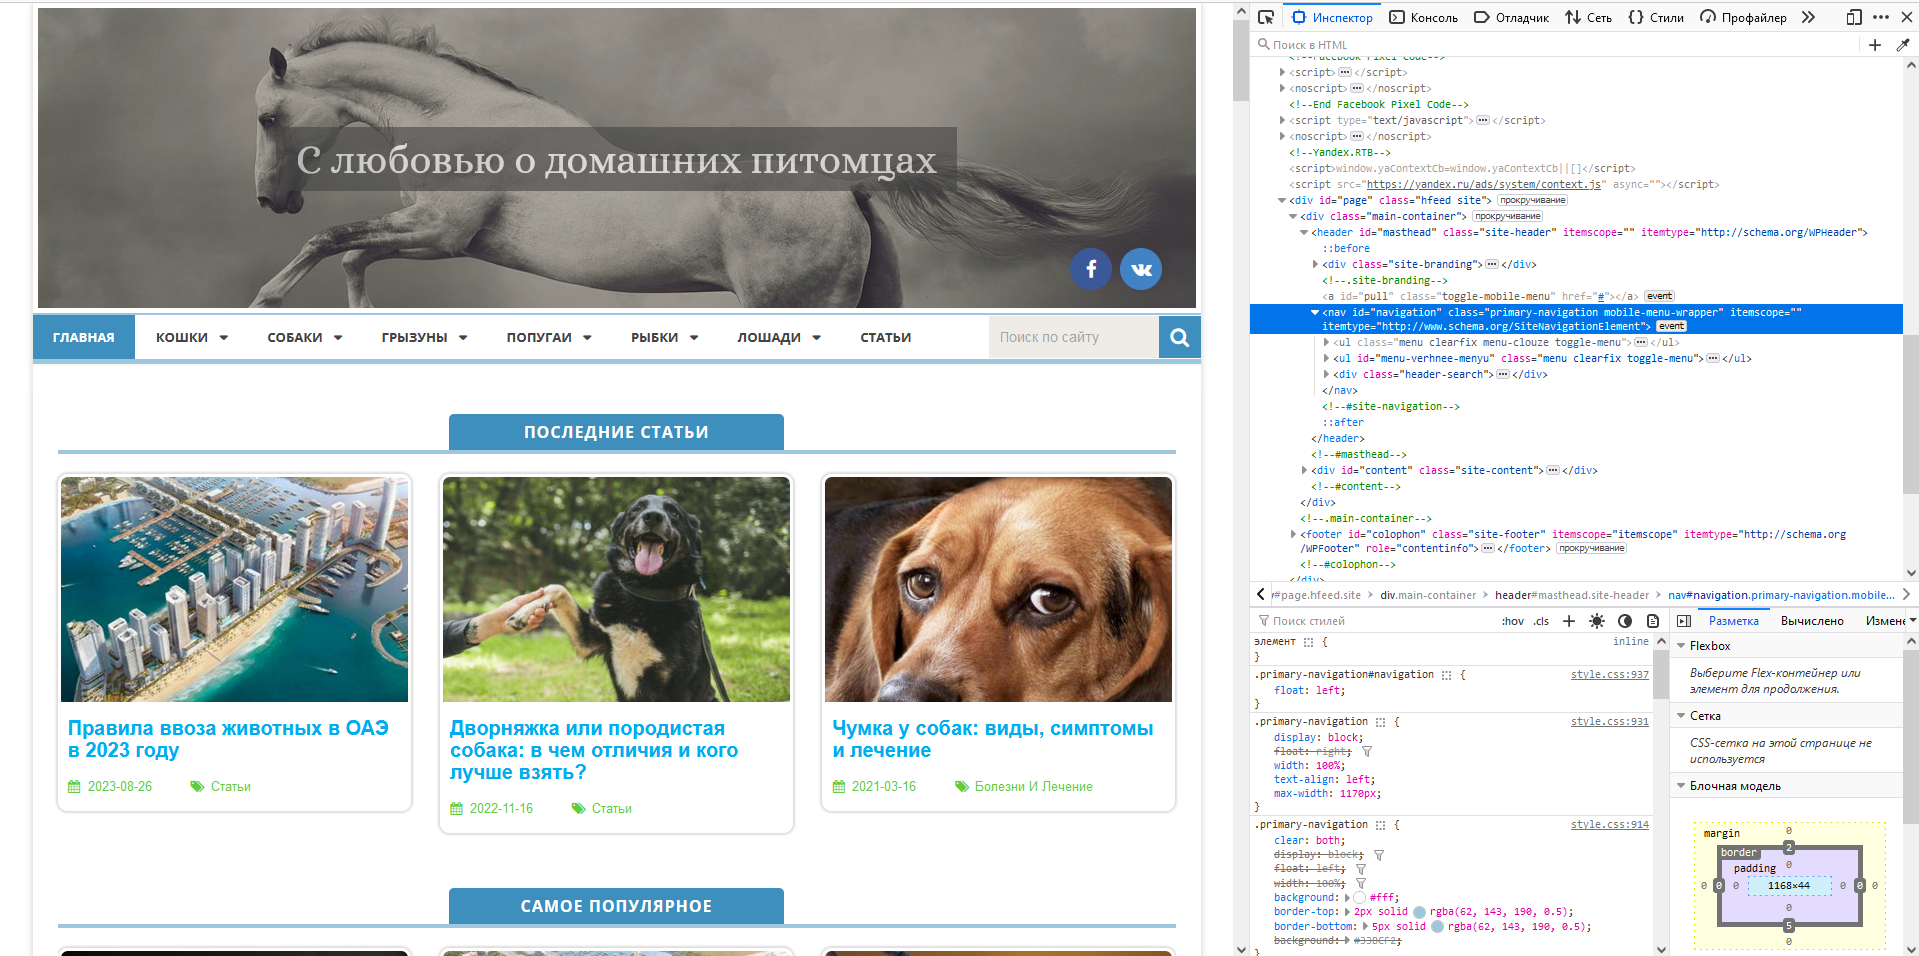 С любовью о домашних питомцах
ГЛАВНАЯ КОШКИ СОБАКИ ГРЫЗУНЫ ПОПУГАИ РЫБКИ ЛОШАДИ СТАТЬИ Поиск по сайту
ПОСЛЕДНИЕ СТАТЬИ
Правила ввоза животных в ОАЭ
в 2023 году
2023-08-26 Статьи
Дворняжка или породистая
собака: в чем отличия и кого
лучше взять?
2022-11-16 Статьи
Чумка у собак: виды, симптомы
и лечение
2021-03-16 Болезни И Лечение
САМОЕ ПОПУЛЯРНОЕ
Инспектор Консоль Отладчик Сеть Стили Профайлер
Поиск в HTML
<!--Facebook Pixel Code-->
<script></script>
<noscript></noscript>
<!--End Facebook Pixel Code-->
<script type="text/javascript"></script>
<noscript></noscript>
<!--Yandex.RTB-->
<script>window.yaContextCb=window.yaContextCb||[]</script>
<script src="https://yandex.ru/ads/system/context.js" async=""></script>
<div id="page" class="hfeed site"> прокручивание
<div class="main-container"> прокручивание
<header id="masthead" class="site-header" itemscope="" itemtype="http://schema.org/WPHeader">
::before
<div class="site-branding"></div>
<!--.site-branding-->
<a id="pull" class="toggle-mobile-menu" href="#"></a> event
<nav id="navigation" class="primary-navigation mobile-menu-wrapper" itemscope=""
itemtype="http://www.schema.org/SiteNavigationElement"> event
<ul class="menu clearfix menu-clouze toggle-menu"></ul>
<ul id="menu-verhnee-menyu" class="menu clearfix toggle-menu"></ul>
<div class="header-search"></div>
</nav>
<!--#site-navigation-->
::after
</header>
<!--#masthead-->
<div id="content" class="site-content"></div>
<!--#content-->
</div>
<!--.main-container-->
<footer id="colophon" class="site-footer" itemscope="itemscope" itemtype="http://schema.org
/WPFooter" role="contentinfo"></footer> прокручивание
<!--#colophon-->
</div>
#page.hfeed.site div.main-container header#masthead.site-header nav#navigation.primary-navigation.mobile...
Поиск стилей :hov .cls
элемент { inline
}
.primary-navigation#navigation { style.css:937
float: left;
}
.primary-navigation { style.css:931
display: block;
float: right;
width: 100%;
text-align: left;
max-width: 1170px;
}
.primary-navigation { style.css:914
clear: both;
display: block;
float: left;
width: 100%;
background: #fff;
border-top: 2px solid rgba(62, 143, 190, 0.5);
border-bottom: 5px solid rgba(62, 143, 190, 0.5);
background: #33BCF2;
}
Разметка Вычислено Измене
Flexbox
Выберите Flex-контейнер или
элемент для продолжения.
Сетка
CSS-сетка на этой странице не
используется
Блочная модель
margin 0
border 2
padding 0
0 0 0 1168×44 0 0 0
0
5
0